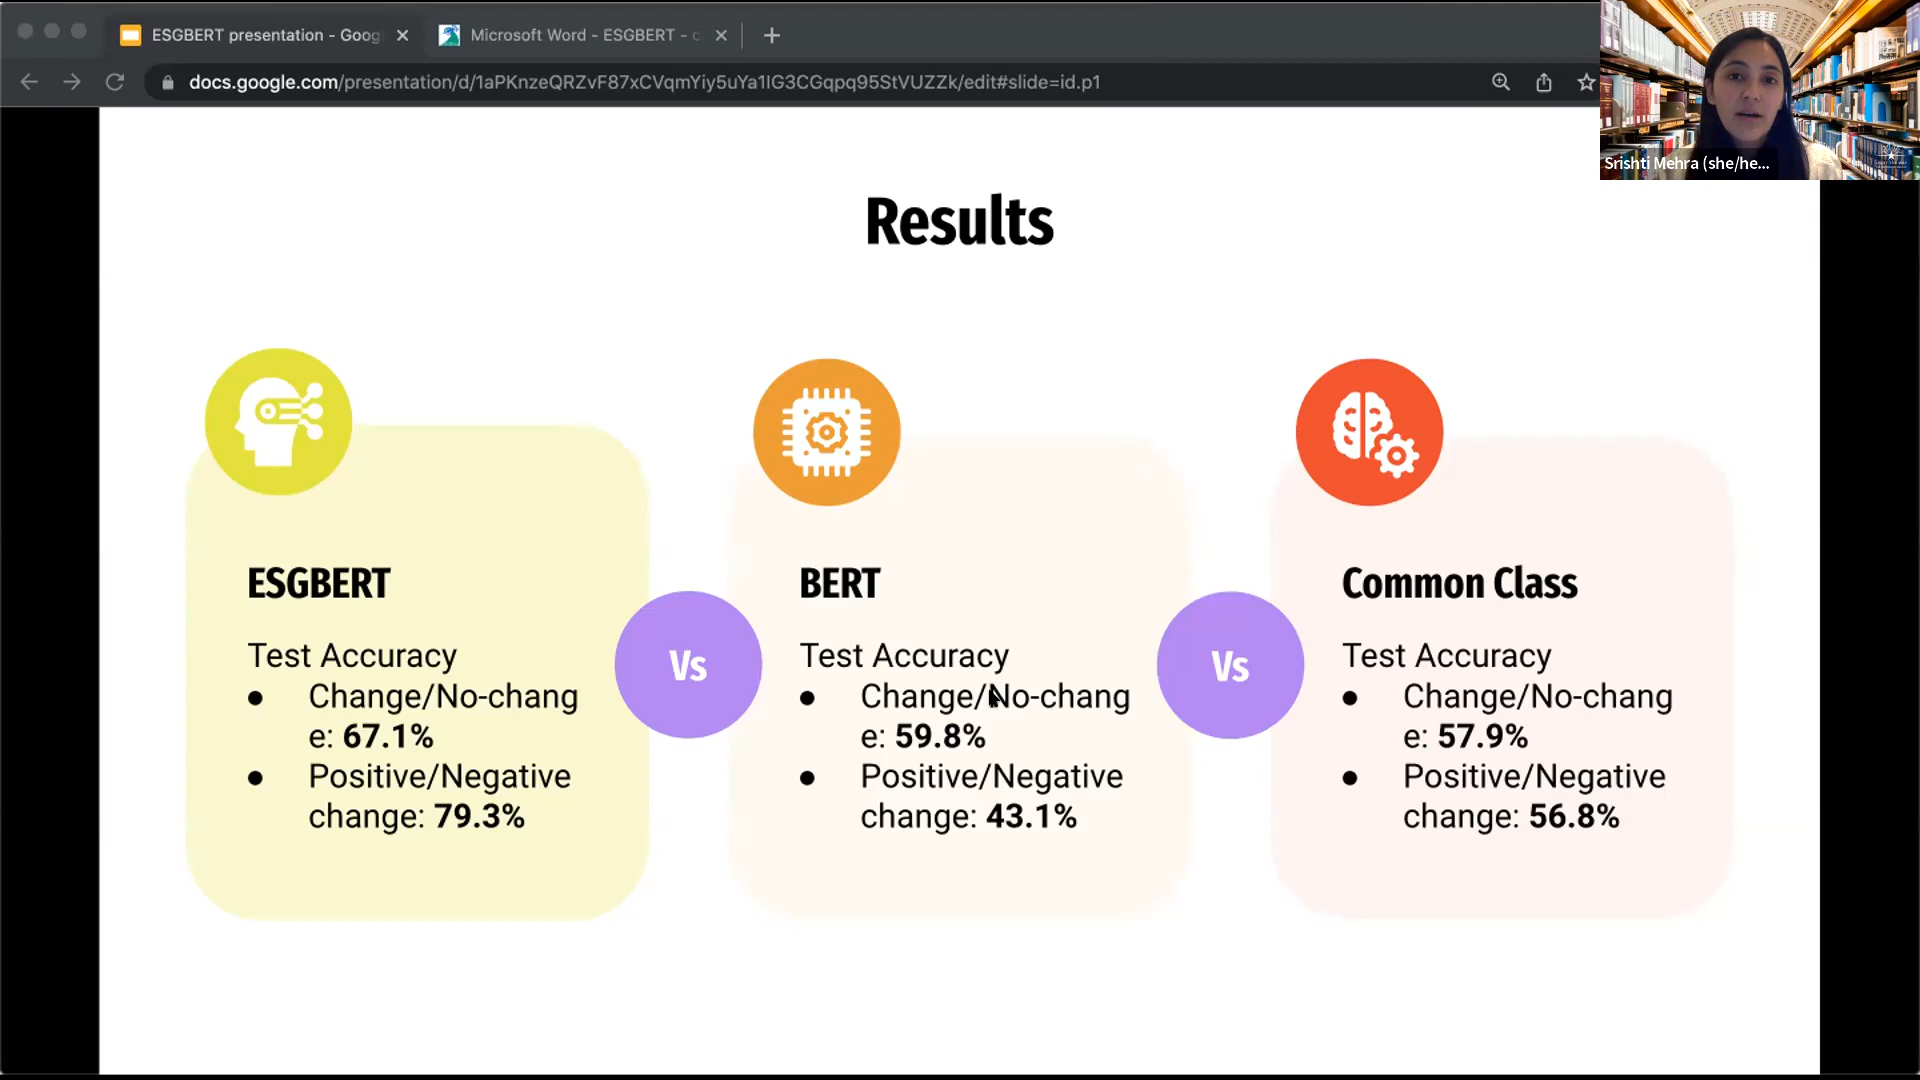 ESGBERT presentation - Goog
Microsoft Word - ESGBERT - c
docs.google.com/presentation/d/1aPKnzeQRZvF87xCVqmYiy5uYa1lG3CGqpq95StVUZZk/edit#slide=id.p1
Srishti Mehra (she/he...
Results
ESGBERT
Test Accuracy
● Change/No-chang
e: 67.1%
● Positive/Negative
change: 79.3%
Vs
BERT
Test Accuracy
● Change/No-chang
e: 59.8%
● Positive/Negative
change: 43.1%
Vs
Common Class
Test Accuracy
● Change/No-chang
e: 57.9%
● Positive/Negative
change: 56.8%